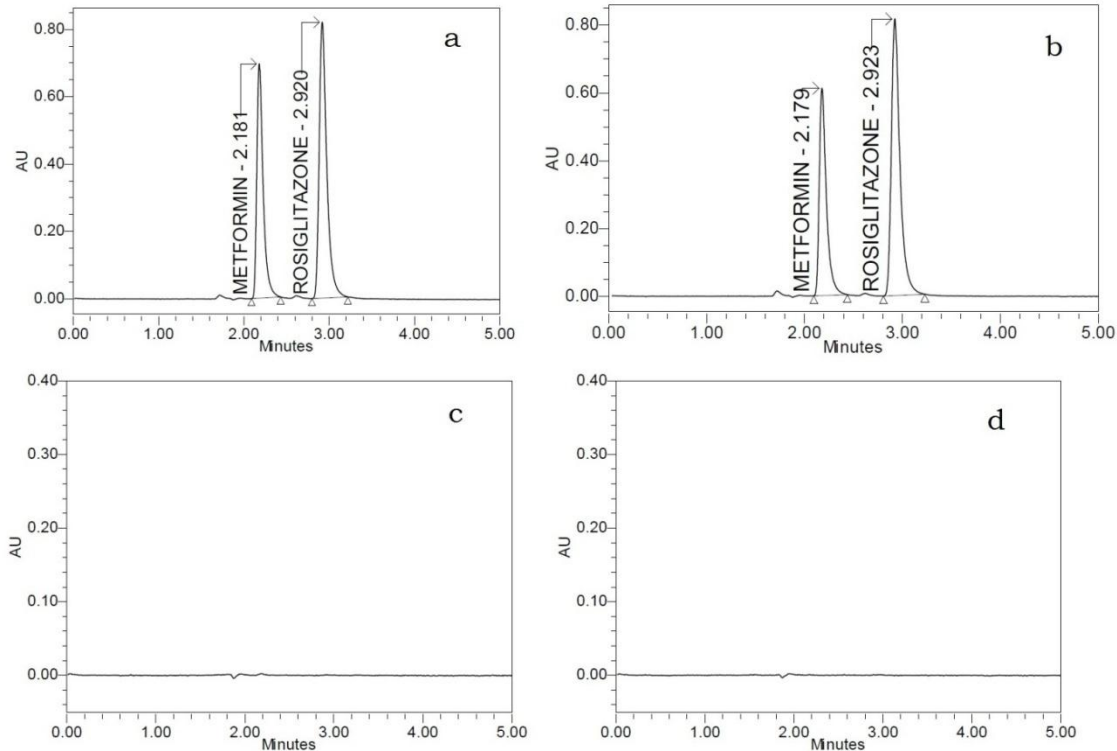 a
0.80
0.60
0.40
0.20
0.00
AU
METFORMIN - 2.181
ROSIGLITAZONE - 2.920
0.00 1.00 2.00 3.00 4.00 5.00
Minutes
b
0.80
0.60
0.40
0.20
0.00
AU
METFORMIN - 2.179
ROSIGLITAZONE - 2.923
0.00 1.00 2.00 3.00 4.00 5.00
Minutes
c
0.40
0.30
0.20
0.10
0.00
AU
0.00 1.00 2.00 3.00 4.00 5.00
Minutes
d
0.40
0.30
0.20
0.10
0.00
AU
0.00 1.00 2.00 3.00 4.00 5.00
Minutes